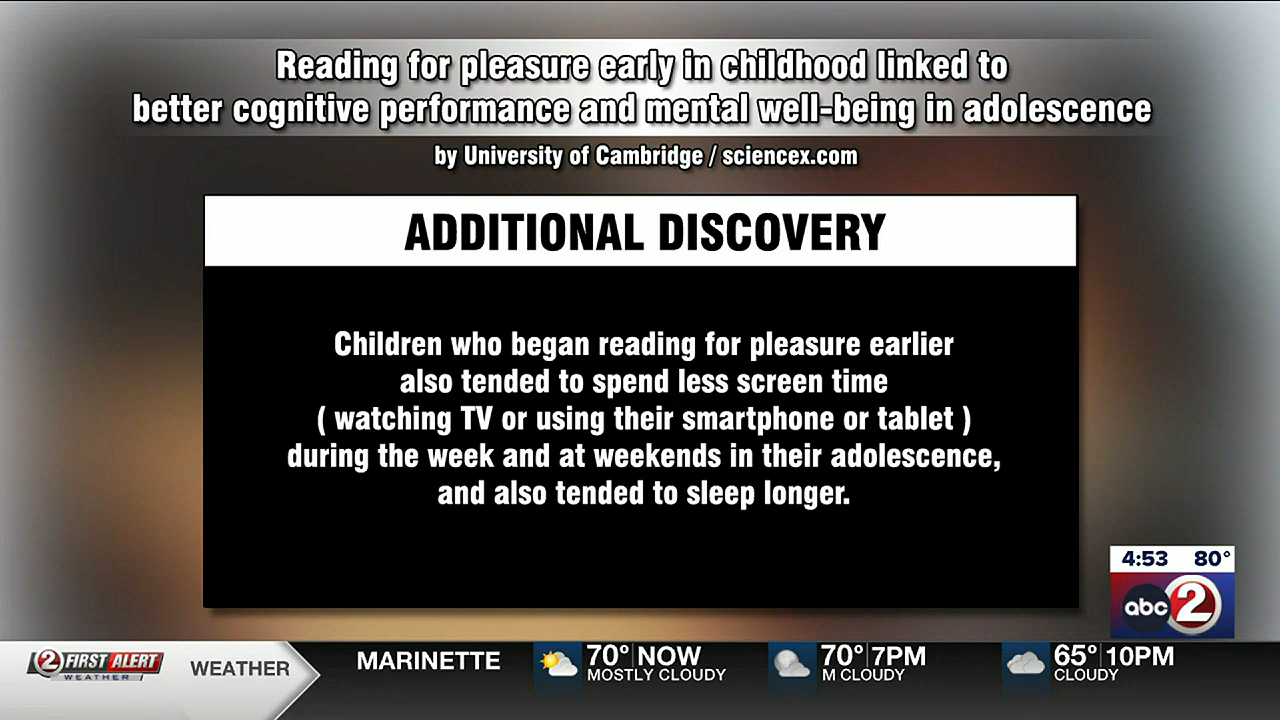 Reading for pleasure early in childhood linked to
better cognitive performance and mental well-being in adolescence
by University of Cambridge / sciencex.com
ADDITIONAL DISCOVERY
Children who began reading for pleasure earlier
also tended to spend less screen time
( watching TV or using their smartphone or tablet )
during the week and at weekends in their adolescence,
and also tended to sleep longer.
4:53 80°
abc 2
2 FIRST ALERT
WEATHER
WEATHER
MARINETTE
70° NOW
MOSTLY CLOUDY
70° 7PM
M CLOUDY
65° 10PM
CLOUDY